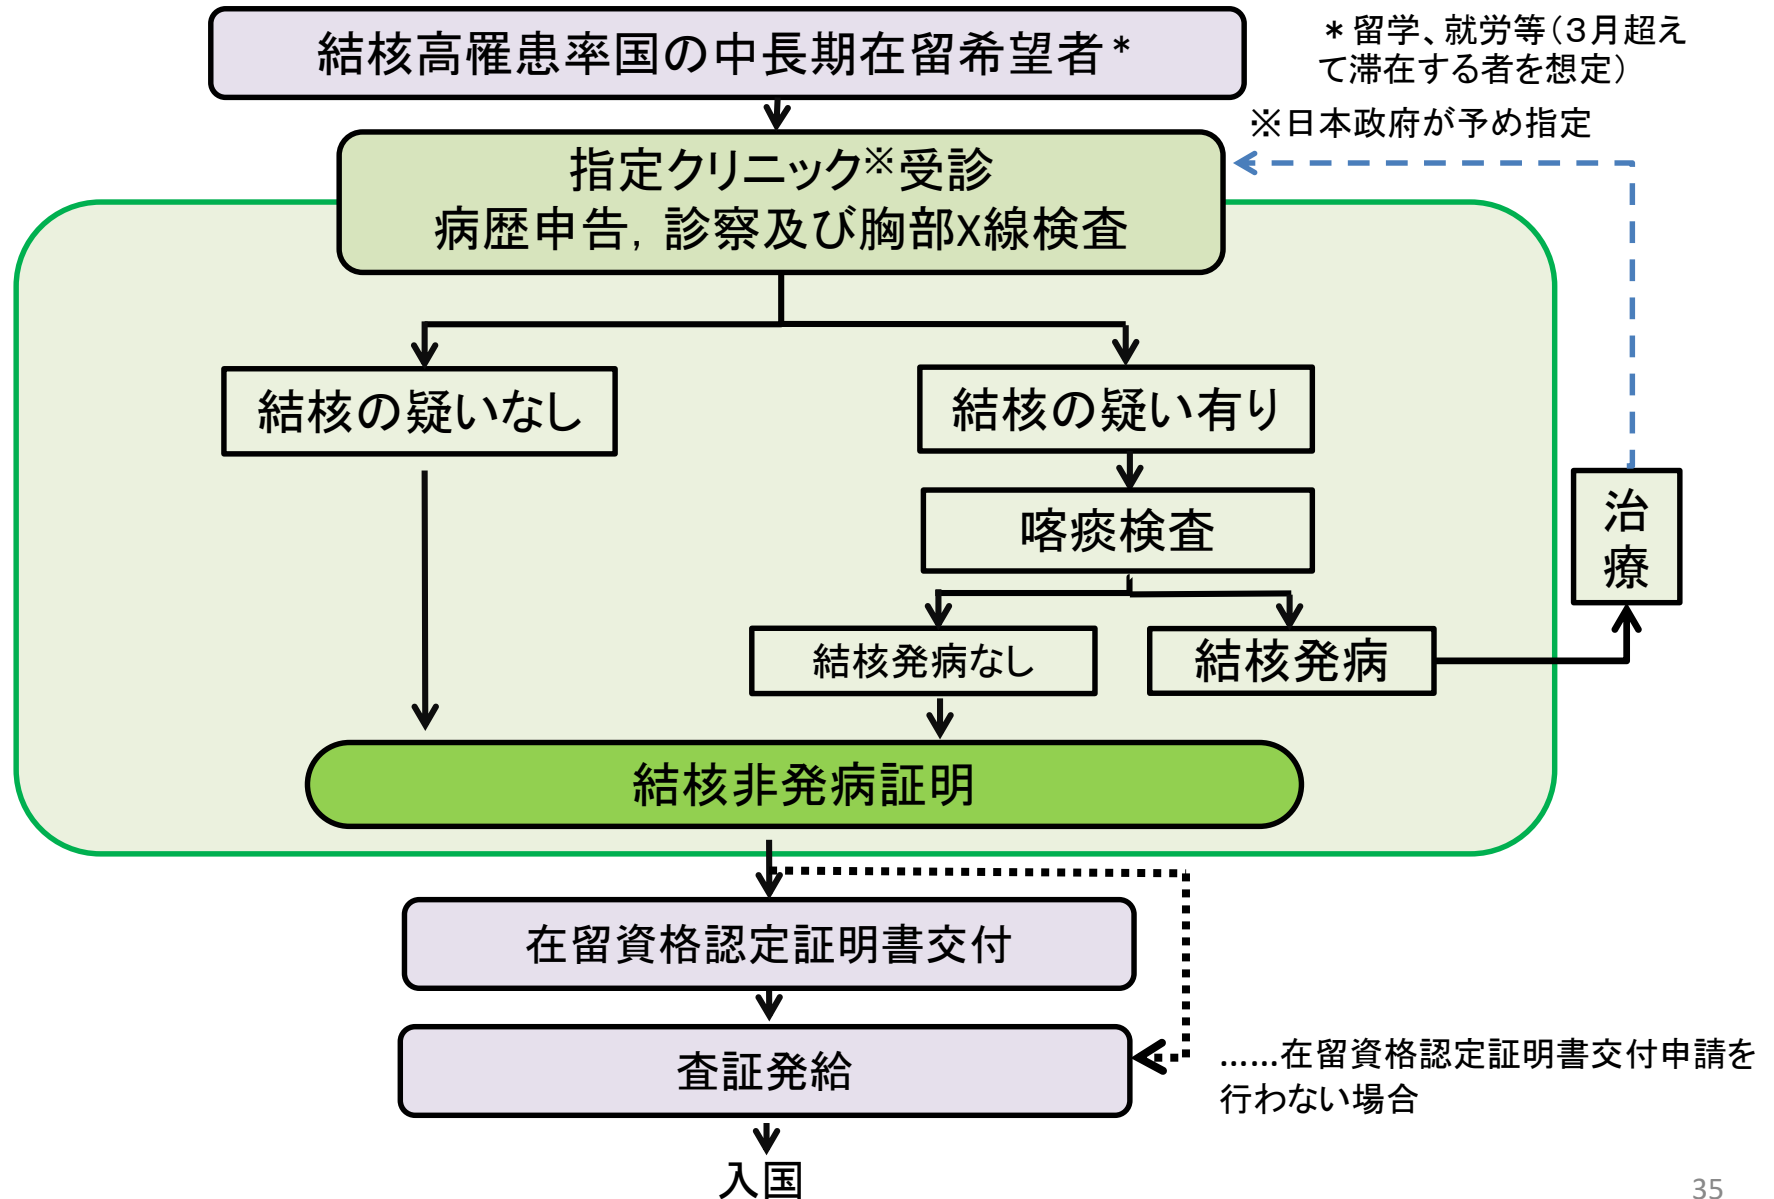 結核高罹患率国の中長期在留希望者*
*留学、就労等(3月超え
て滞在する者を想定)
※日本政府が予め指定
指定クリニック※受診
病歴申告, 診察及び胸部X線検査
結核の疑いなし
結核の疑い有り
喀痰検査
治
療
結核発病なし
結核発病
結核非発病証明
在留資格認定証明書交付
査証発給
……在留資格認定証明書交付申請を
行わない場合
入国
35